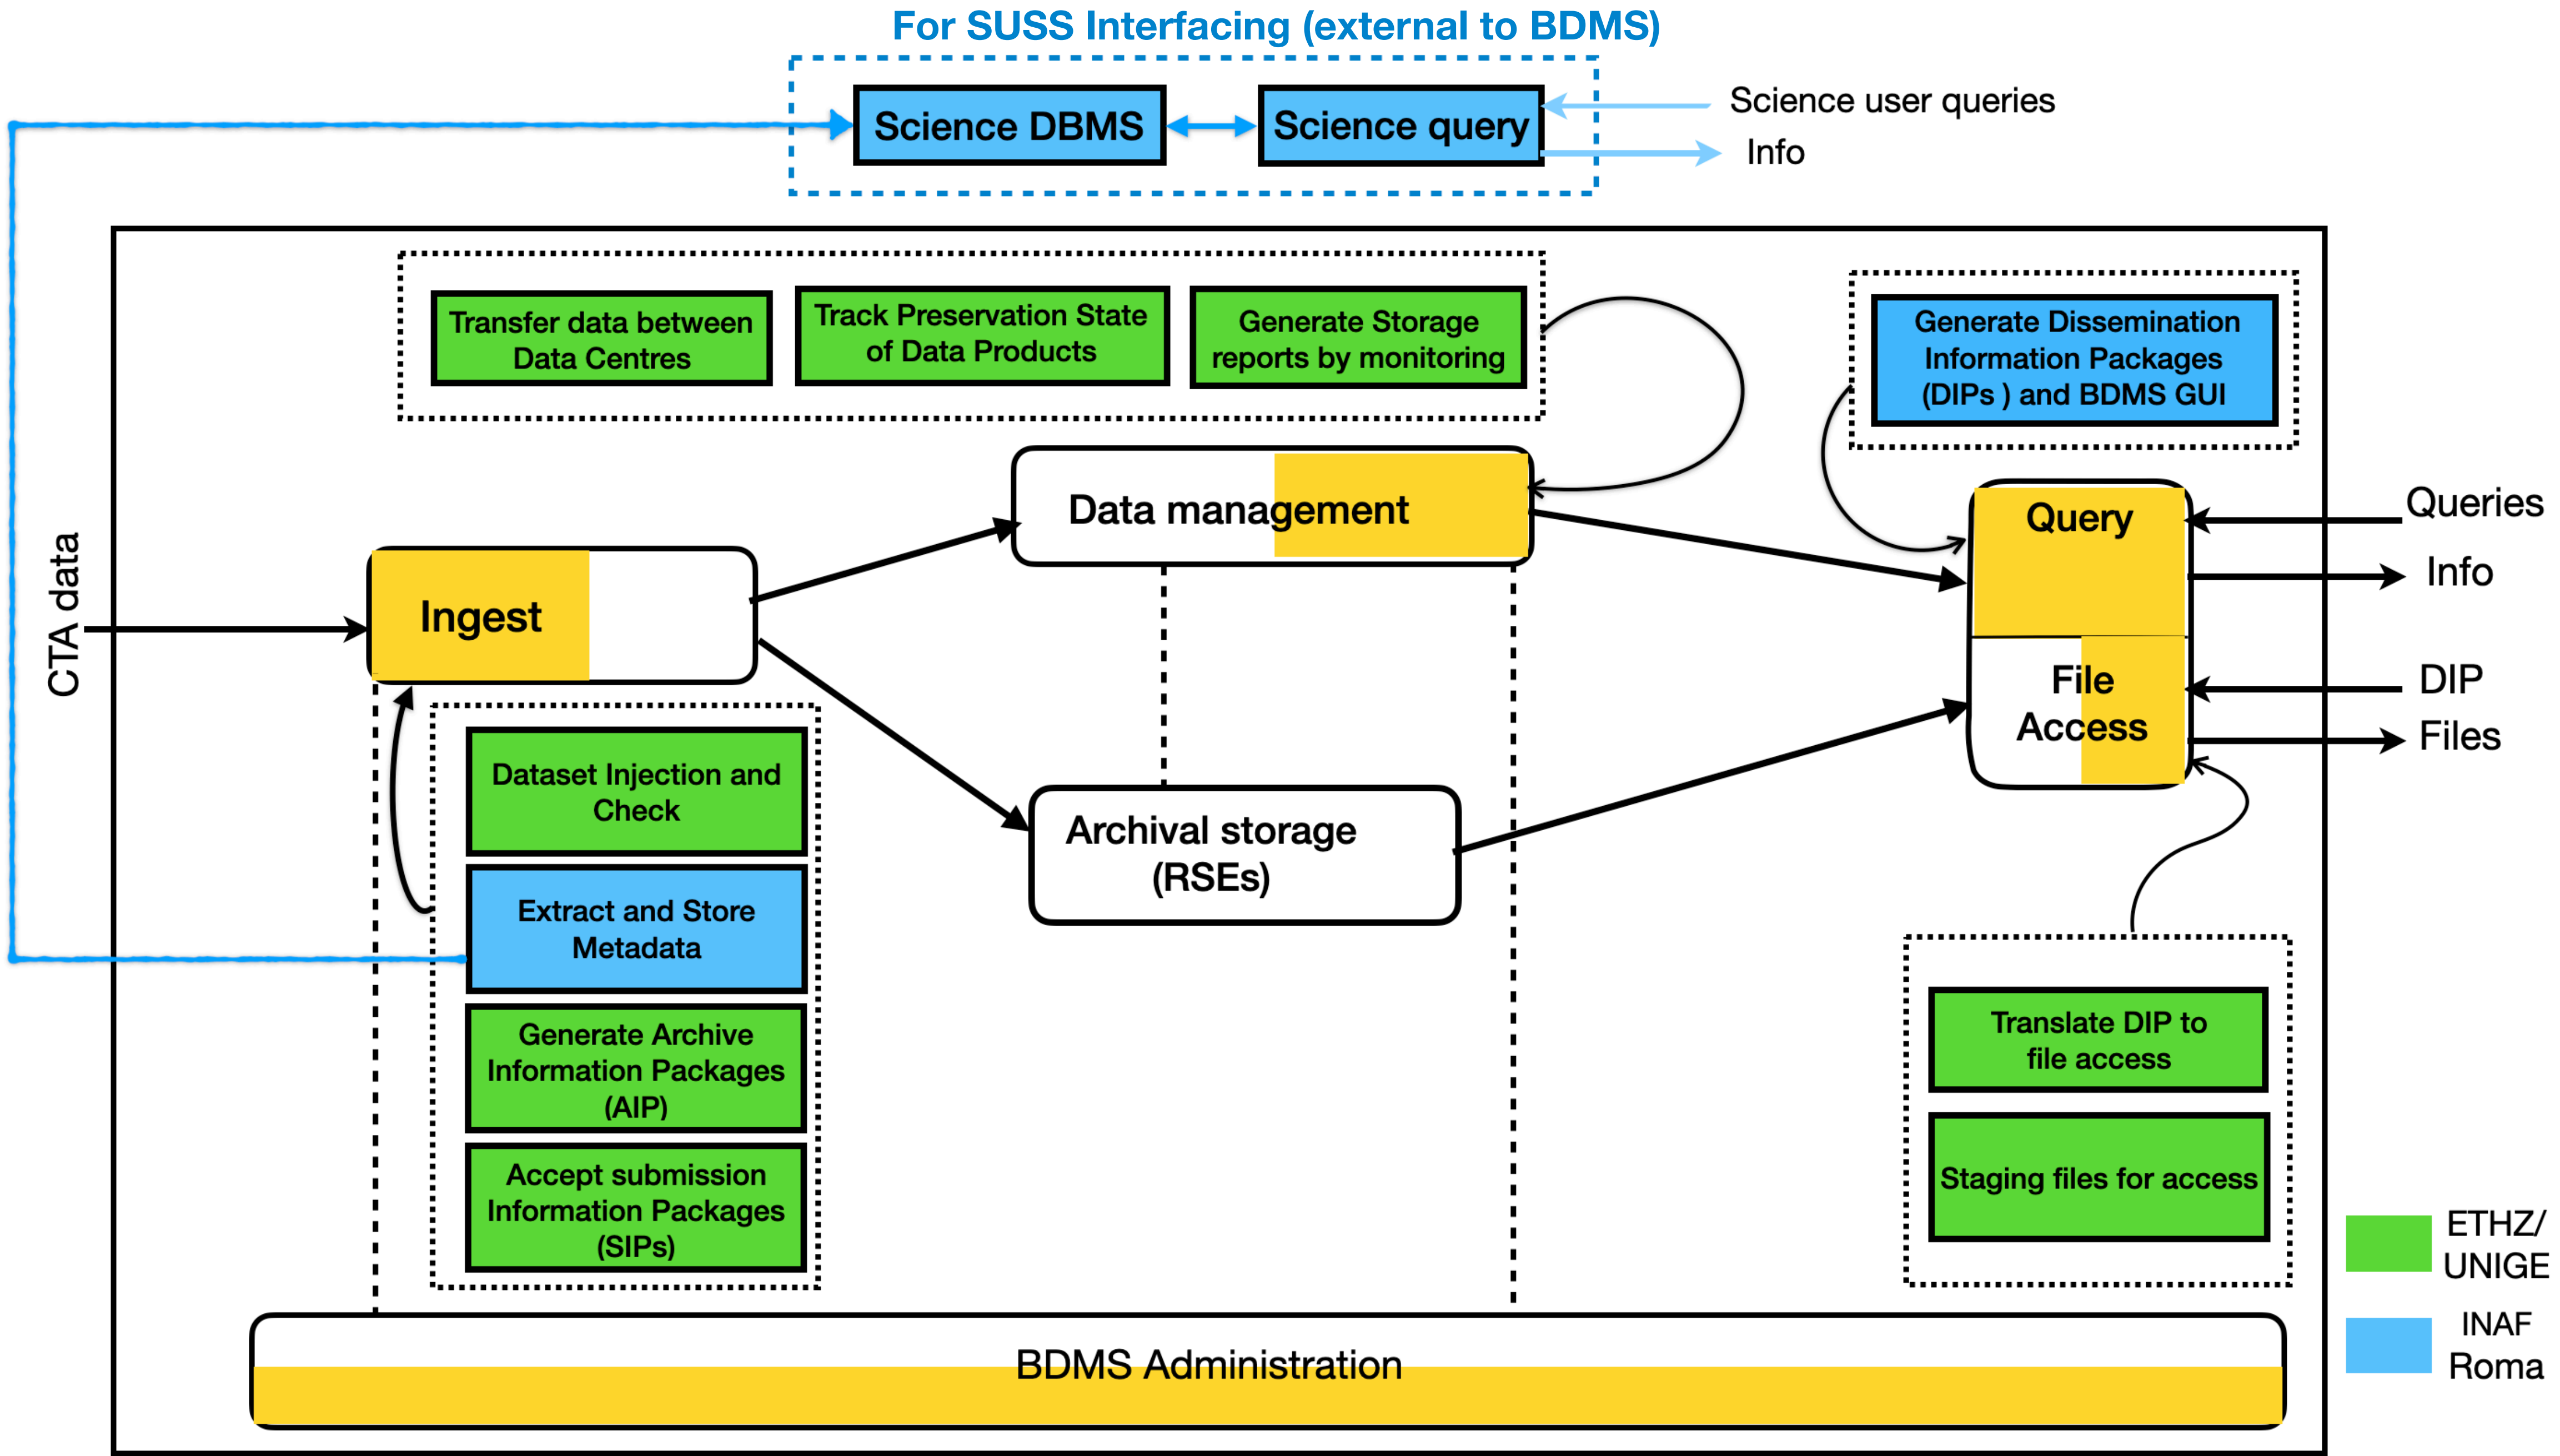 For SUSS Interfacing (external to BDMS)
Science DBMS
Science query
Science user queries
Info
Transfer data between
Data Centres
Track Preservation State
of Data Products
Generate Storage
reports by monitoring
Generate Dissemination
Information Packages
(DIPs ) and BDMS GUI
Data management
Query
Queries
Info
CTA data
Ingest
File
Access
DIP
Files
Dataset Injection and
Check
Archival storage
(RSEs)
Extract and Store
Metadata
Generate Archive
Information Packages
(AIP)
Accept submission
Information Packages
(SIPs)
Translate DIP to
file access
Staging files for access
ETHZ/
UNIGE
INAF
Roma
BDMS Administration